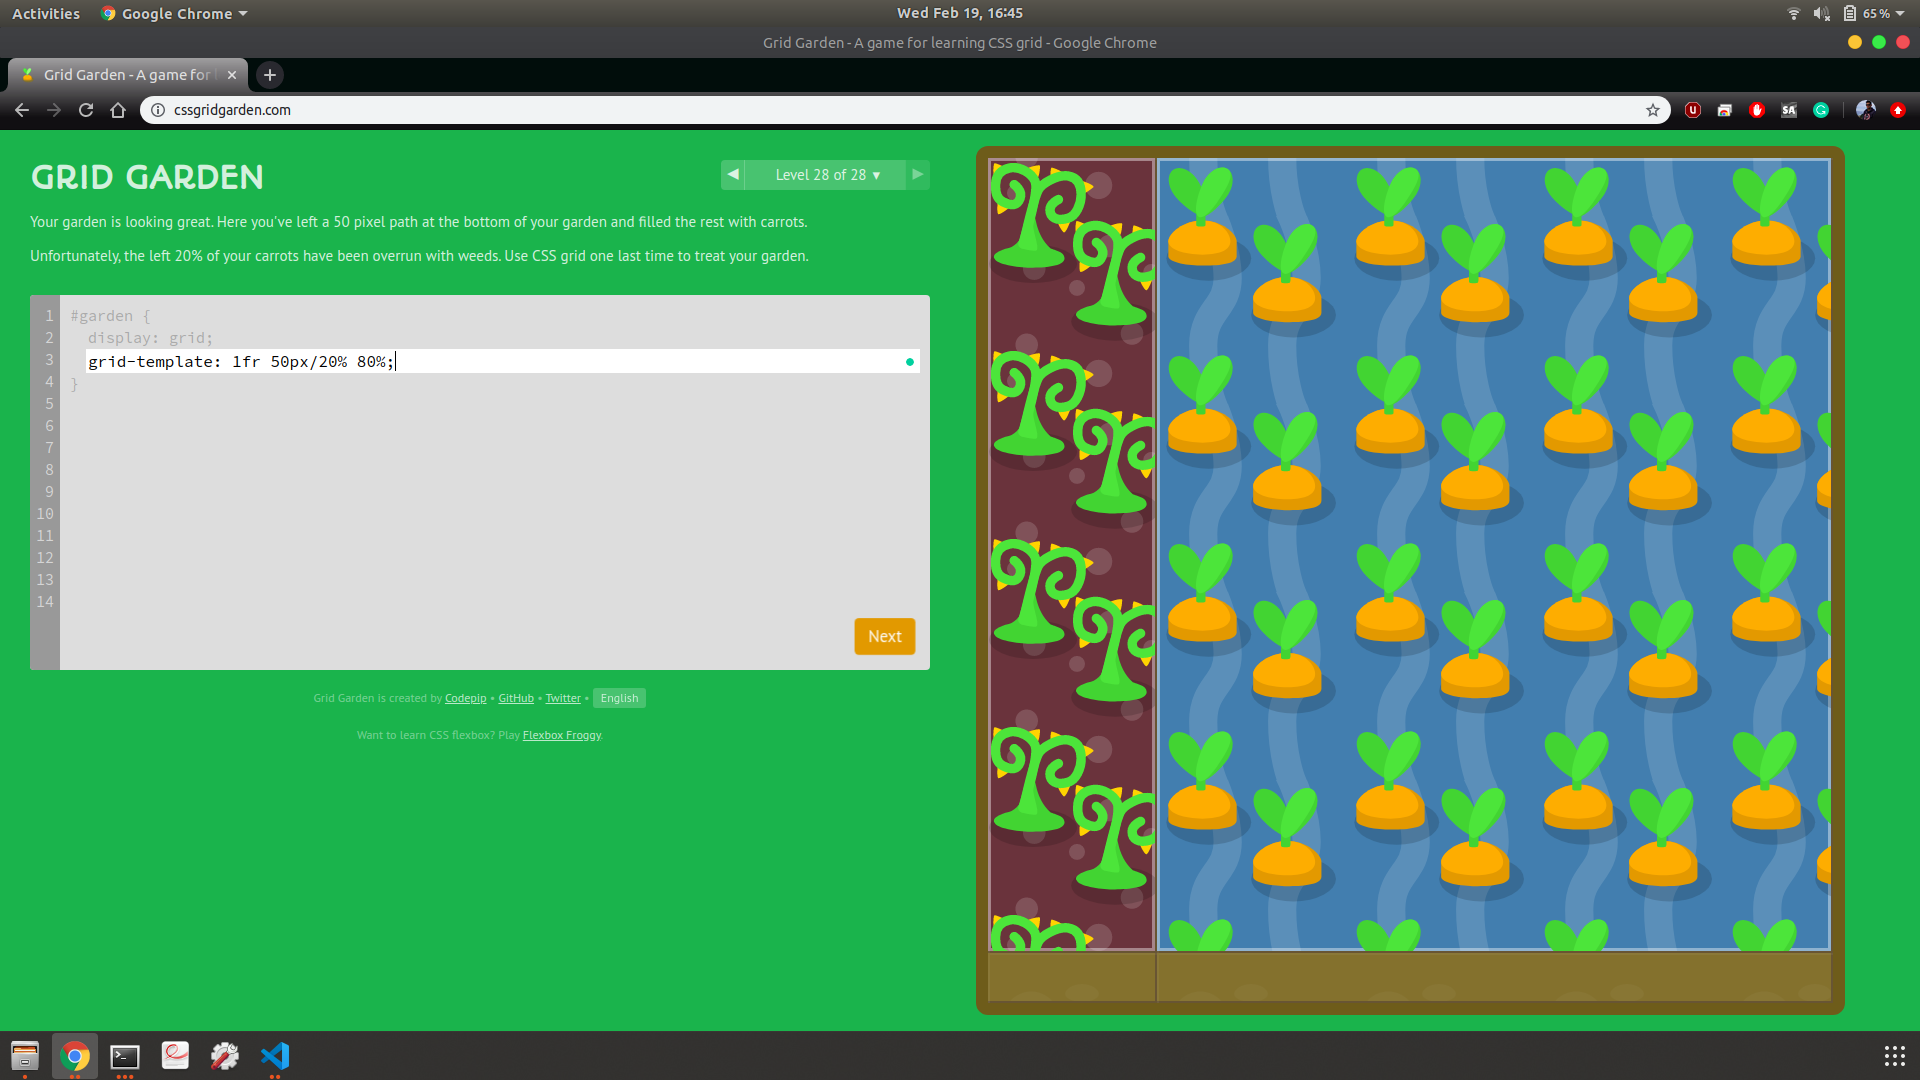 Activities
Google Chrome
Wed Feb 19, 16:45
65%
Grid Garden - A game for learning CSS grid - Google Chrome
Grid Garden - A game for l
cssgridgarden.com
GRID GARDEN
◀ Level 28 of 28 ▼ ▶
Your garden is looking great. Here you've left a 50 pixel path at the bottom of your garden and filled the rest with carrots.
Unfortunately, the left 20% of your carrots have been overrun with weeds. Use CSS grid one last time to treat your garden.
1 #garden {
2 display: grid;
3 grid-template: 1fr 50px/20% 80%;
4 }
5
6
7
8
9
10
11
12
13
14
Next
Grid Garden is created by Codepip • GitHub • Twitter • English
Want to learn CSS flexbox? Play Flexbox Froggy.